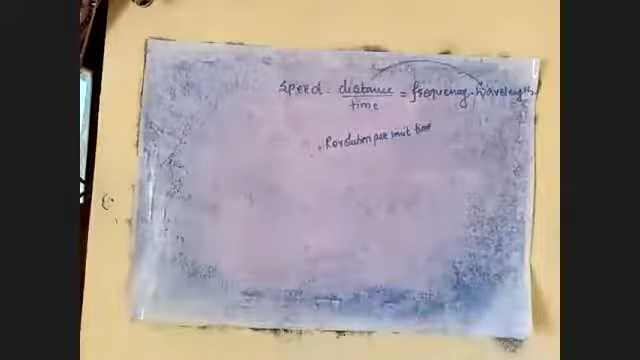 Speed = distance / time = frequency · Wavelength
. Revolution per unit time